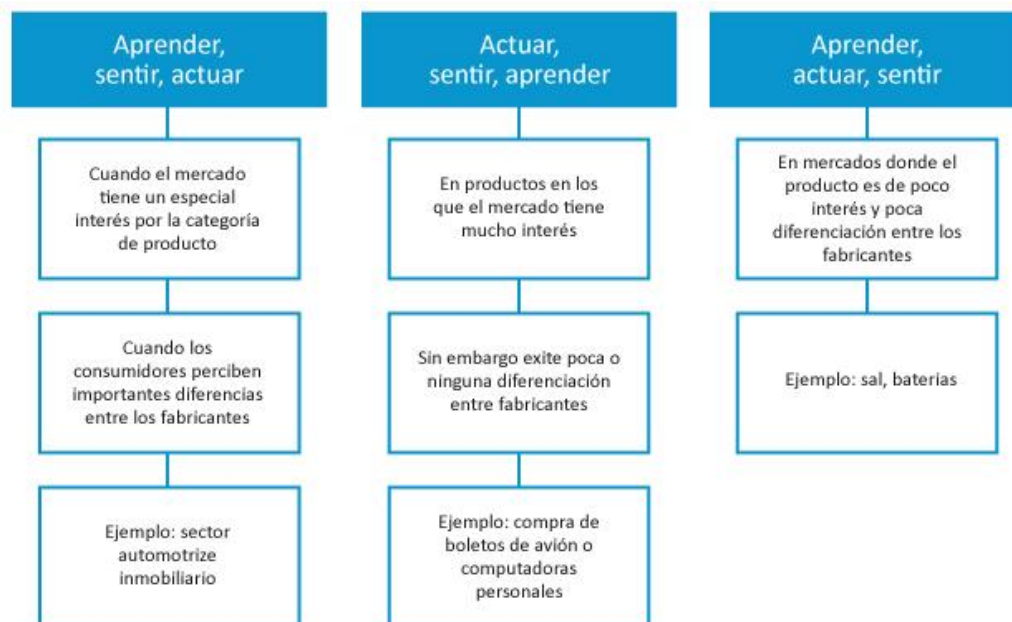 Aprender,
sentir, actuar
Cuando el mercado
tiene un especial
interés por la categoría
de producto
Cuando los
consumidores perciben
importantes diferencias
entre los fabricantes
Ejemplo: sector
automotrize
inmobiliario
Actuar,
sentir, aprender
En productos en los
que el mercado tiene
mucho interés
Sin embargo exite poca o
ninguna diferenciación
entre fabricantes
Ejemplo: compra de
boletos de avión o
computadoras
personales
Aprender,
actuar, sentir
En mercados donde el
producto es de poco
interés y poca
diferenciación entre los
fabricantes
Ejemplo: sal, baterias